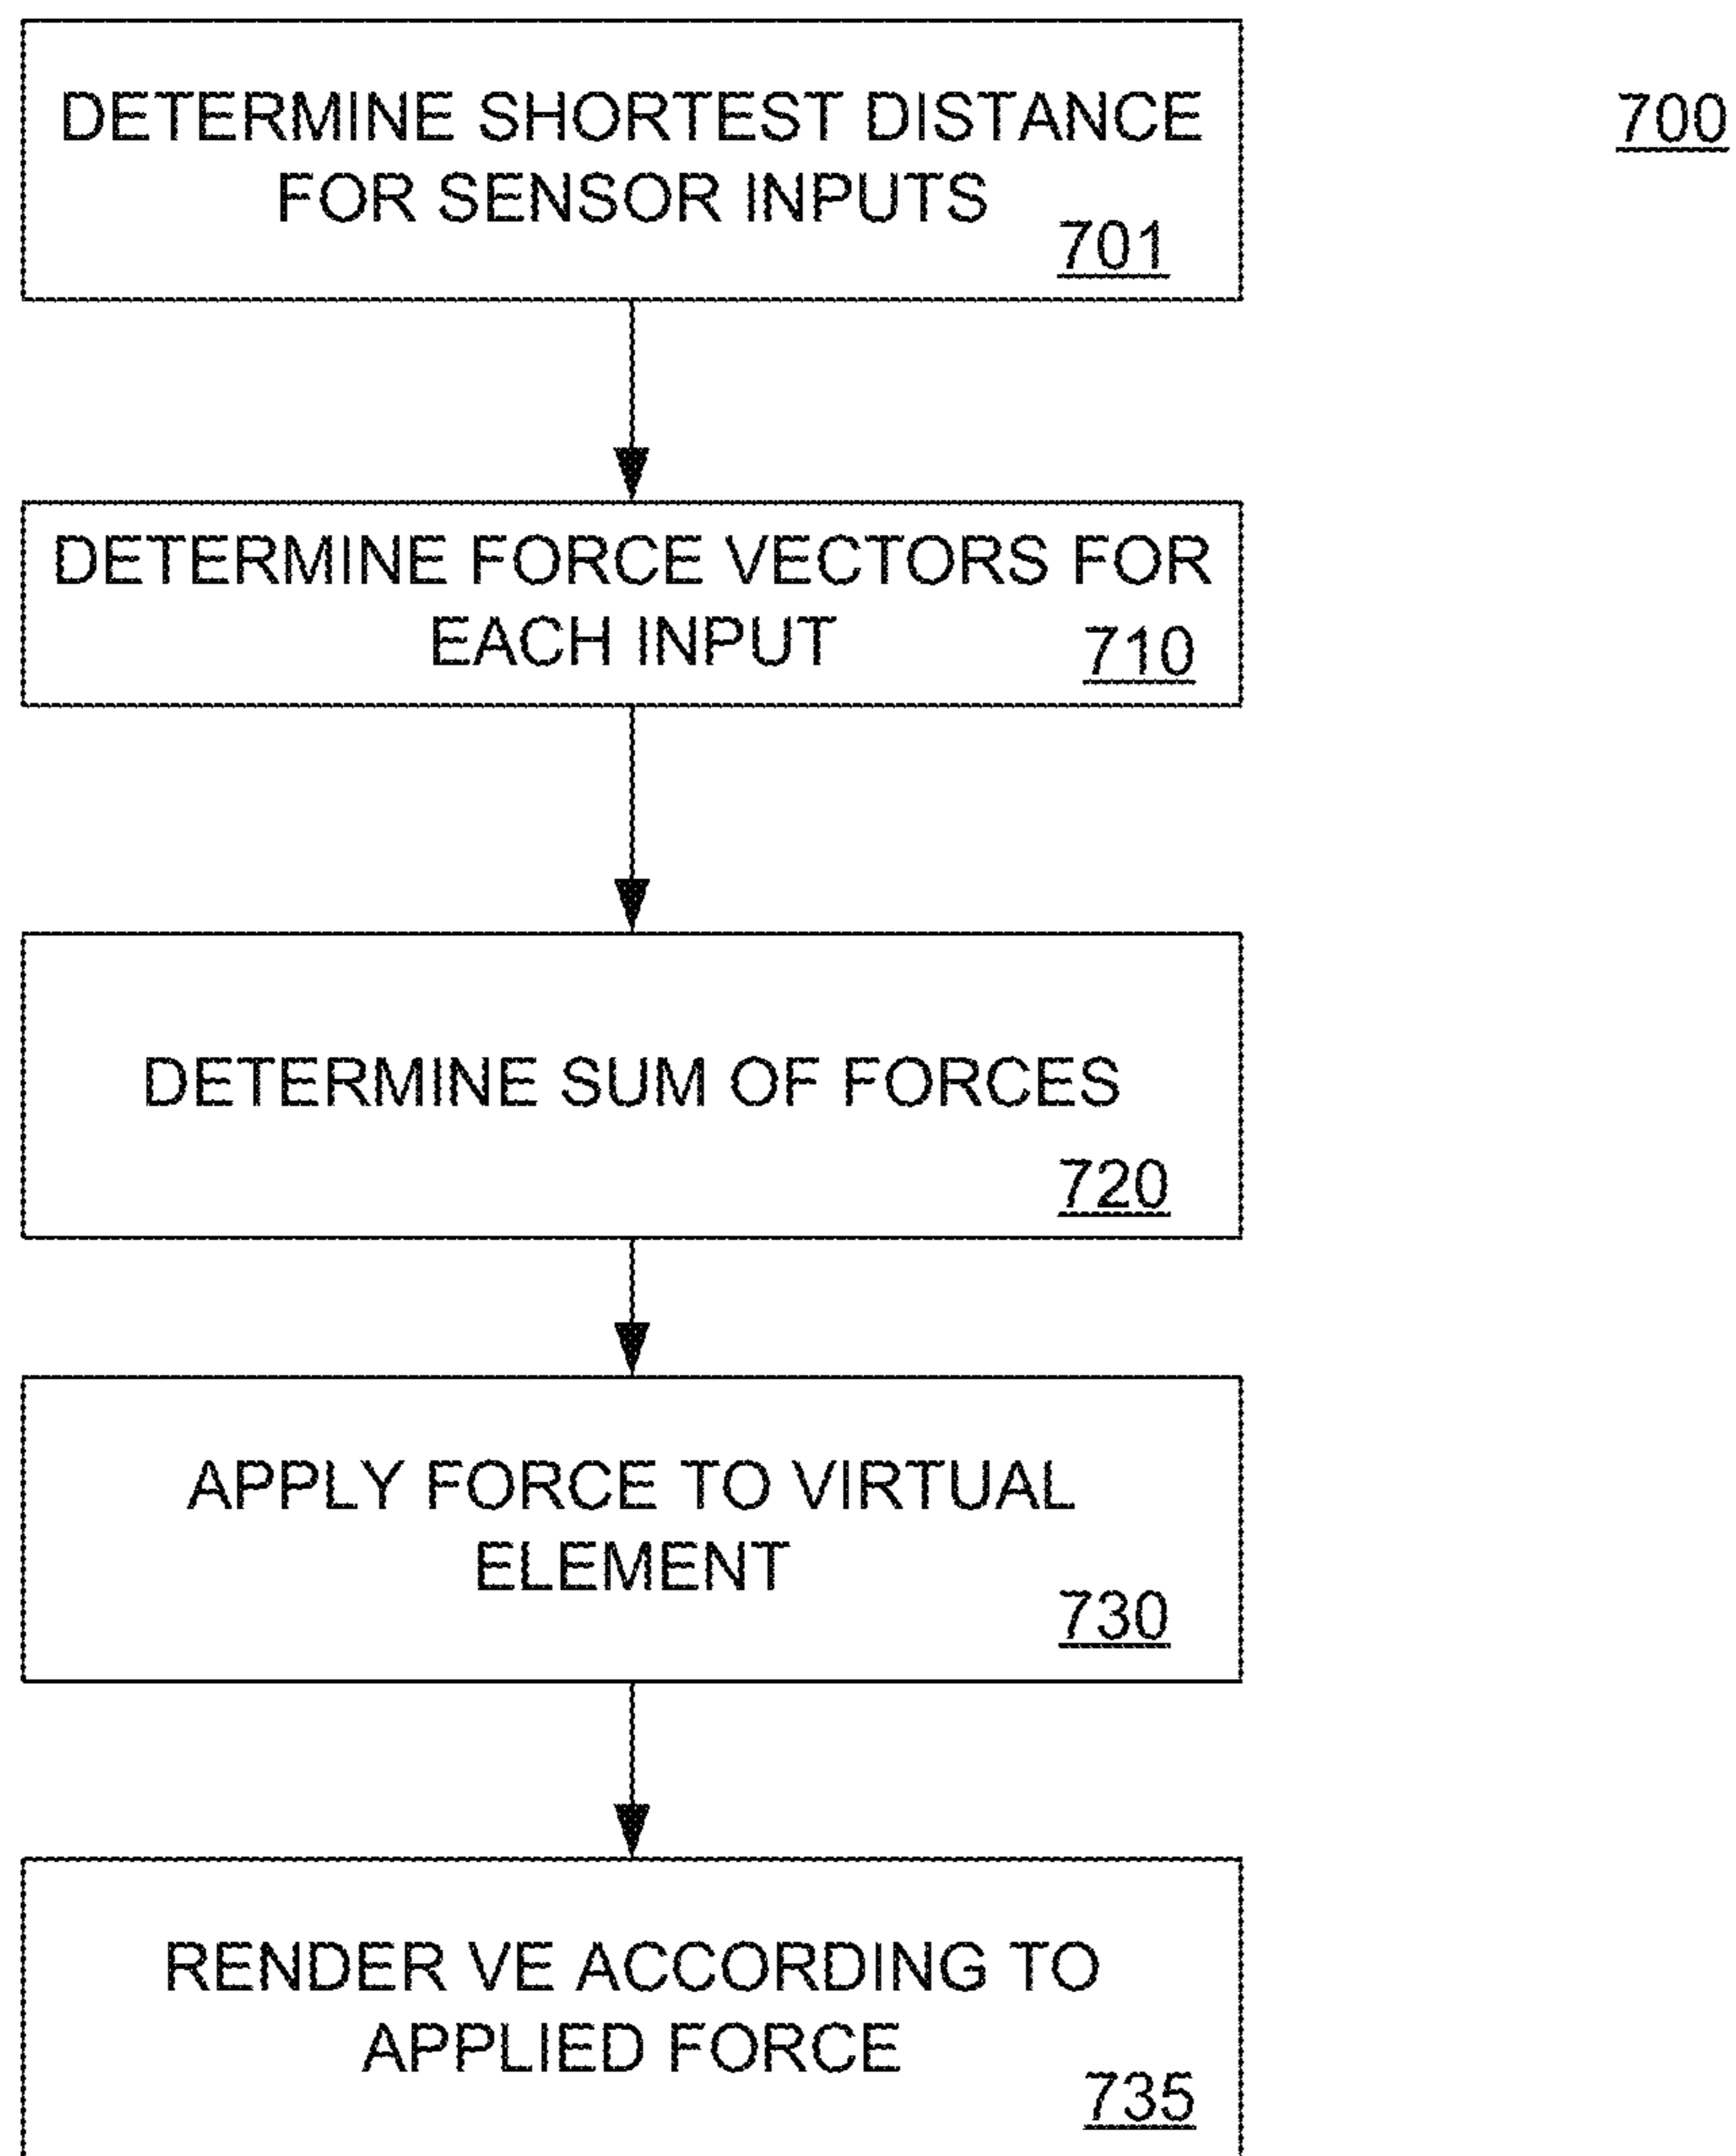 DETERMINE SHORTEST DISTANCE
FOR SENSOR INPUTS
701
700
DETERMINE FORCE VECTORS FOR
EACH INPUT
710
DETERMINE SUM OF FORCES
720
APPLY FORCE TO VIRTUAL
ELEMENT
730
RENDER VE ACCORDING TO
APPLIED FORCE
735